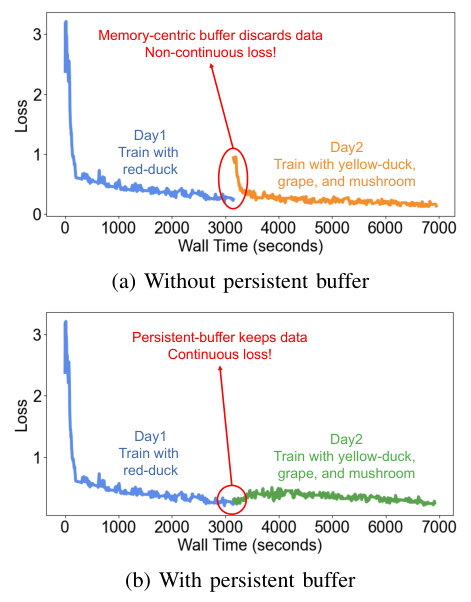 Memory-centric buffer discards data
Non-continuous loss!
3
2
1
0
Loss
Day1
Train with
red-duck
Day2
Train with yellow-duck,
grape, and mushroom
0 1000 2000 3000 4000 5000 6000 7000
Wall Time (seconds)
(a) Without persistent buffer
Persistent-buffer keeps data
Continuous loss!
3
2
1
Loss
Day1
Train with
red-duck
Day2
Train with yellow-duck,
grape, and mushroom
0 1000 2000 3000 4000 5000 6000 7000
Wall Time (seconds)
(b) With persistent buffer